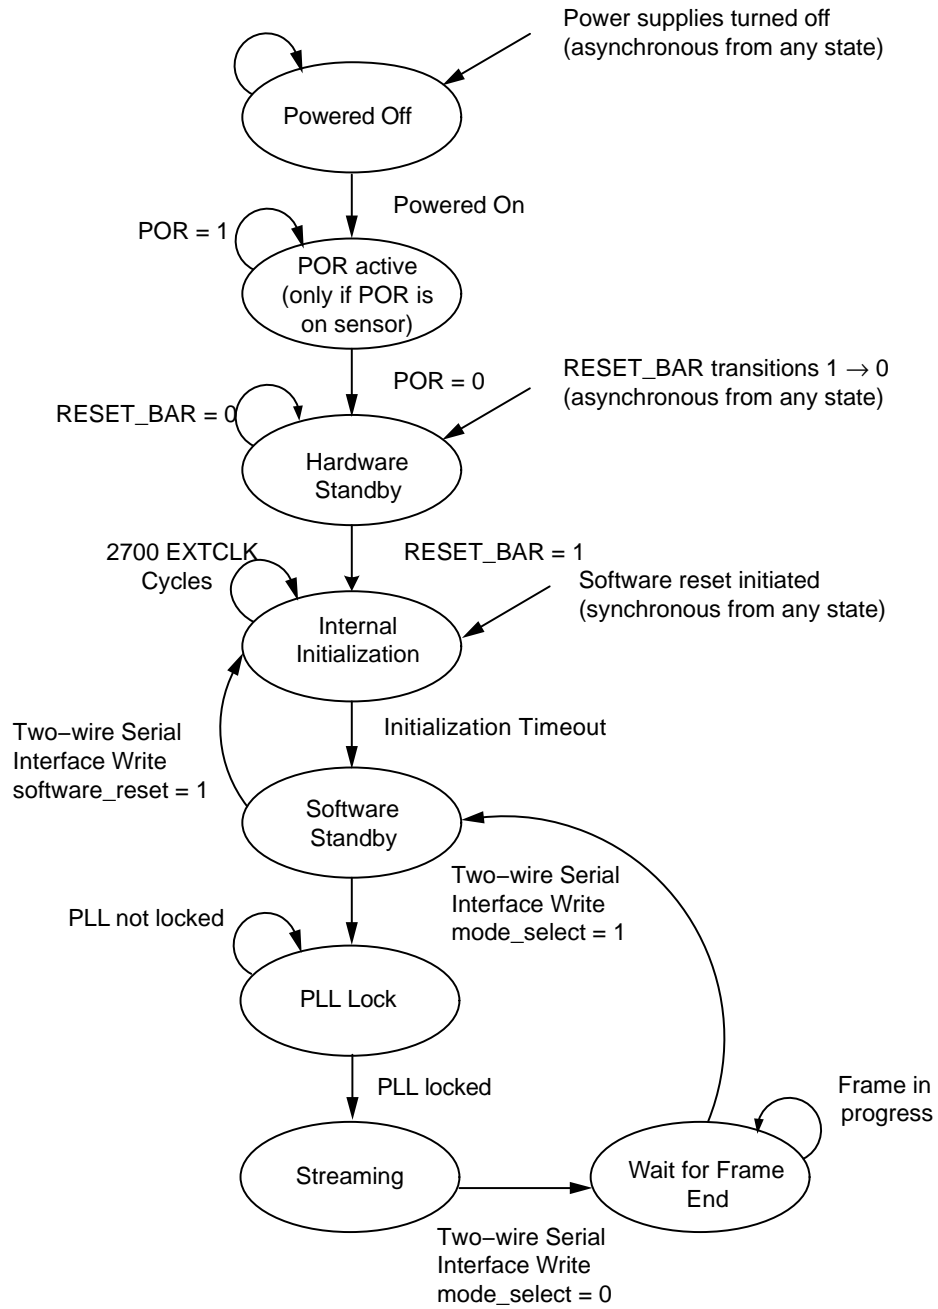 Power supplies turned off
(asynchronous from any state)
Powered Off
Powered On
POR = 1
POR active
(only if POR is
on sensor)
POR = 0
RESET_BAR transitions 1 → 0
(asynchronous from any state)
RESET_BAR = 0
Hardware
Standby
2700 EXTCLK
Cycles
RESET_BAR = 1
Software reset initiated
(synchronous from any state)
Internal
Initialization
Two−wire Serial
Interface Write
software_reset = 1
Initialization Timeout
Software
Standby
Two−wire Serial
Interface Write
mode_select = 1
PLL not locked
PLL Lock
PLL locked
Frame in
progress
Streaming
Wait for Frame
End
Two−wire Serial
Interface Write
mode_select = 0